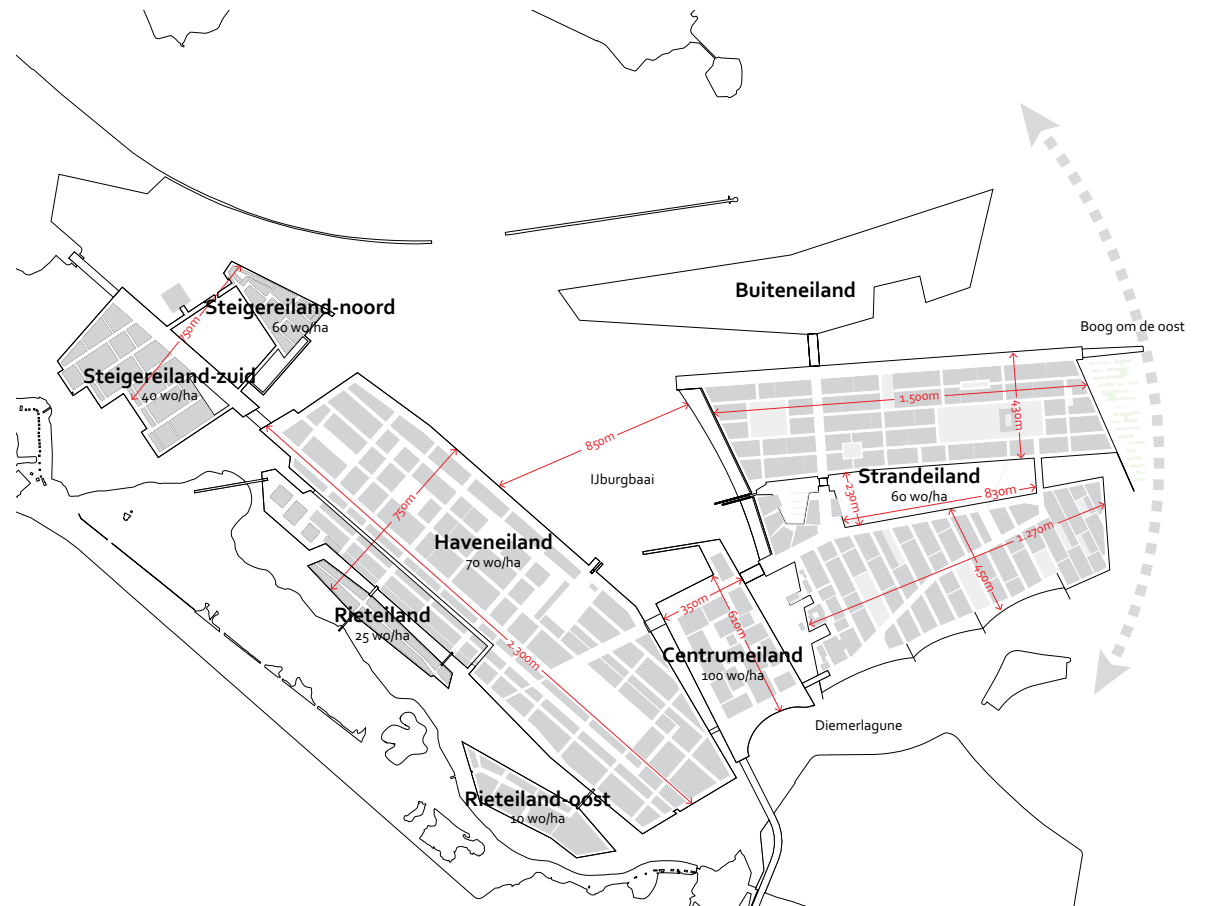 Buiteneiland
Steigereiland-noord
60 wo/ha
Boog om de oost
750m
Steigereiland-zuid
40 wo/ha
1.500m
430m
850m
IJburgbaai
Strandeiland
60 wo/ha
230m
830m
750m
Haveneiland
70 wo/ha
1.270m
450m
Rieteiland
25 wo/ha
350m
610m
2.300m
Centrumeiland
100 wo/ha
Diemerlagune
Rieteiland-oost
10 wo/ha